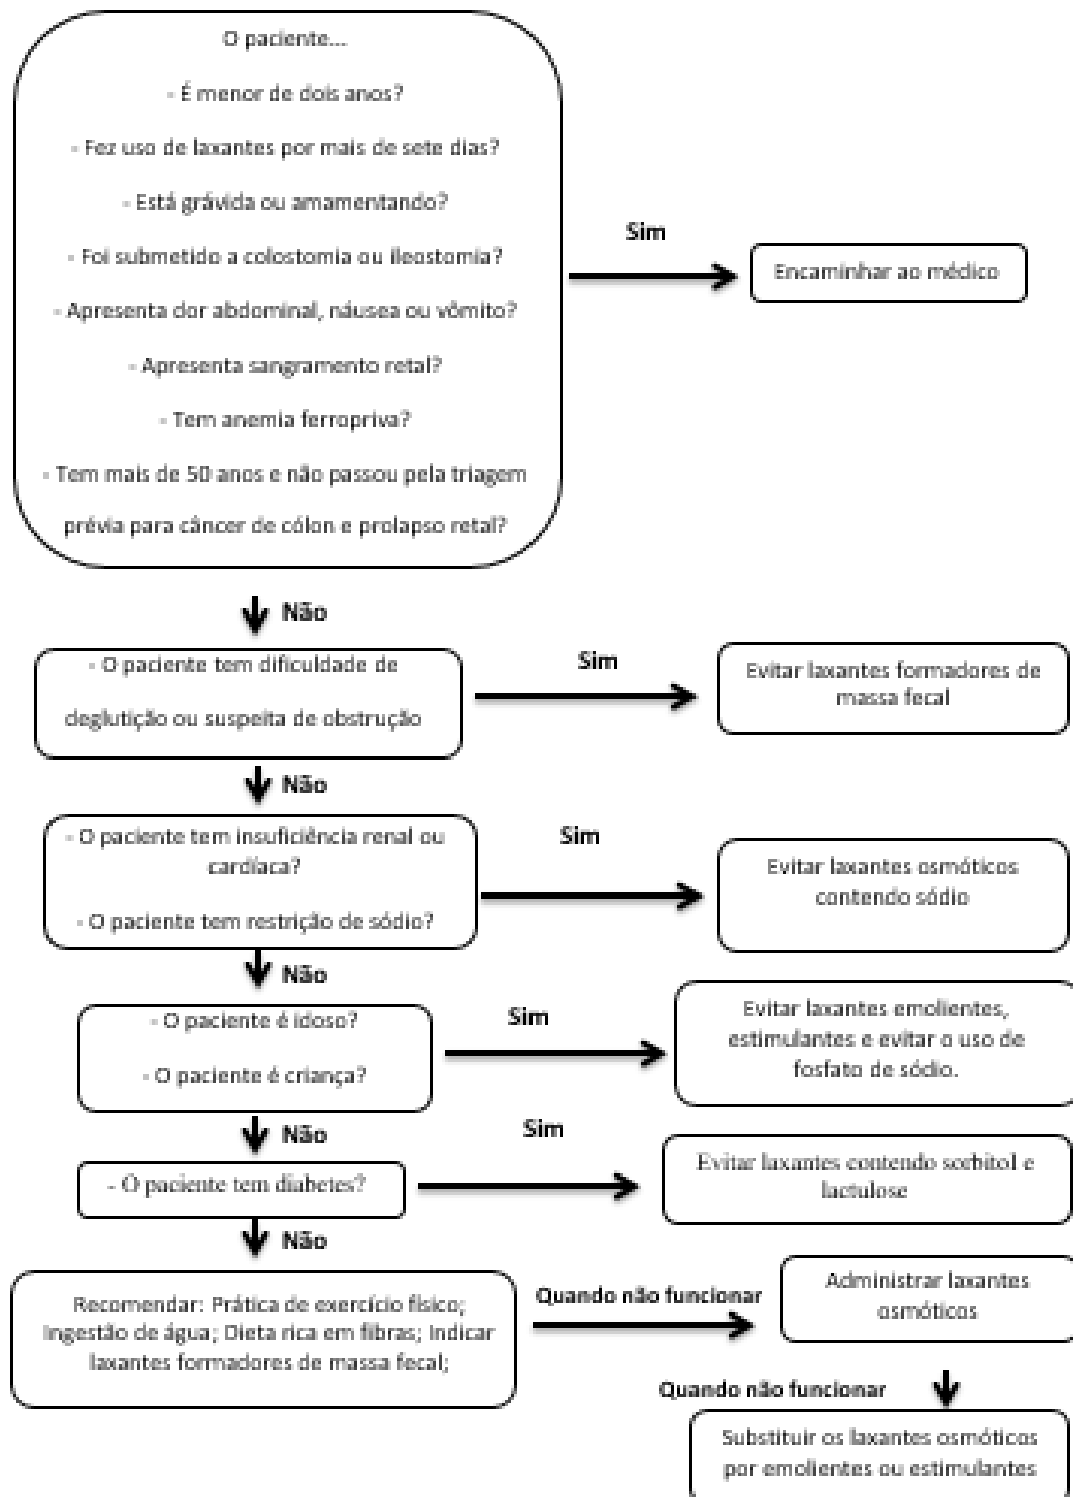 O paciente...
- É menor de dois anos?
- Fez uso de laxantes por mais de sete dias?
- Está grávida ou amamentando?
- Foi submetido a colostomia ou ileostomia?
- Apresenta dor abdominal, náusea ou vômito?
- Apresenta sangramento retal?
- Tem anemia ferropriva?
- Tem mais de 50 anos e não passou pela triagem
prévia para câncer de cólon e prolapso retal?
Sim
Encaminhar ao médico
Não
- O paciente tem dificuldade de
deglutição ou suspeita de obstrução
Sim
Evitar laxantes formadores de
massa fecal
Não
- O paciente tem insuficiência renal ou
cardíaca?
- O paciente tem restrição de sódio?
Sim
Evitar laxantes osmóticos
contendo sódio
Não
- O paciente é idoso?
- O paciente é criança?
Sim
Evitar laxantes emolientes,
estimulantes e evitar o uso de
fosfato de sódio.
Não
- O paciente tem diabetes?
Sim
Evitar laxantes contendo sorbitol e
lactulose
Não
Recomendar: Prática de exercício físico;
Ingestão de água; Dieta rica em fibras; Indicar
laxantes formadores de massa fecal;
Quando não funcionar
Administrar laxantes
osmóticos
Quando não funcionar
Substituir os laxantes osmóticos
por emolientes ou estimulantes